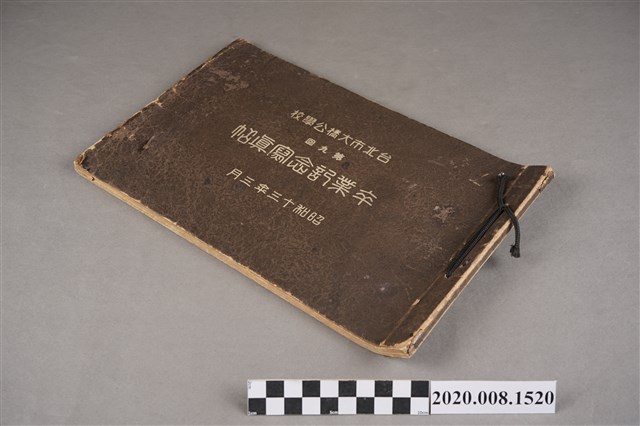 台北市大橋公學校
第九回
卒業記念寫眞帖
昭和十三年三月
2020.008.1520